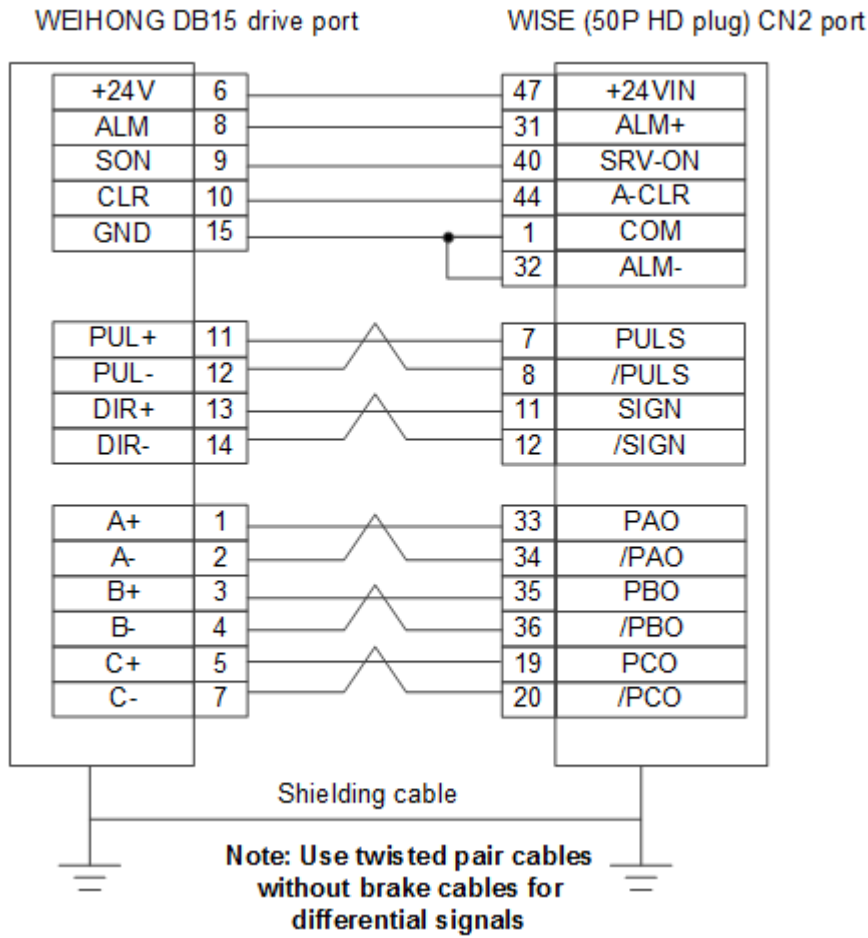 WEIHONG DB15 drive port WISE (50P HD plug) CN2 port
+24V 6 47 +24VIN
ALM 8 31 ALM+
SON 9 40 SRV-ON
CLR 10 44 A-CLR
GND 15 1 COM
32 ALM-
PUL+ 11 7 PULS
PUL- 12 8 /PULS
DIR+ 13 11 SIGN
DIR- 14 12 /SIGN
A+ 1 33 PAO
A- 2 34 /PAO
B+ 3 35 PBO
B- 4 36 /PBO
C+ 5 19 PCO
C- 7 20 /PCO
Shielding cable
Note: Use twisted pair cables
without brake cables for
differential signals